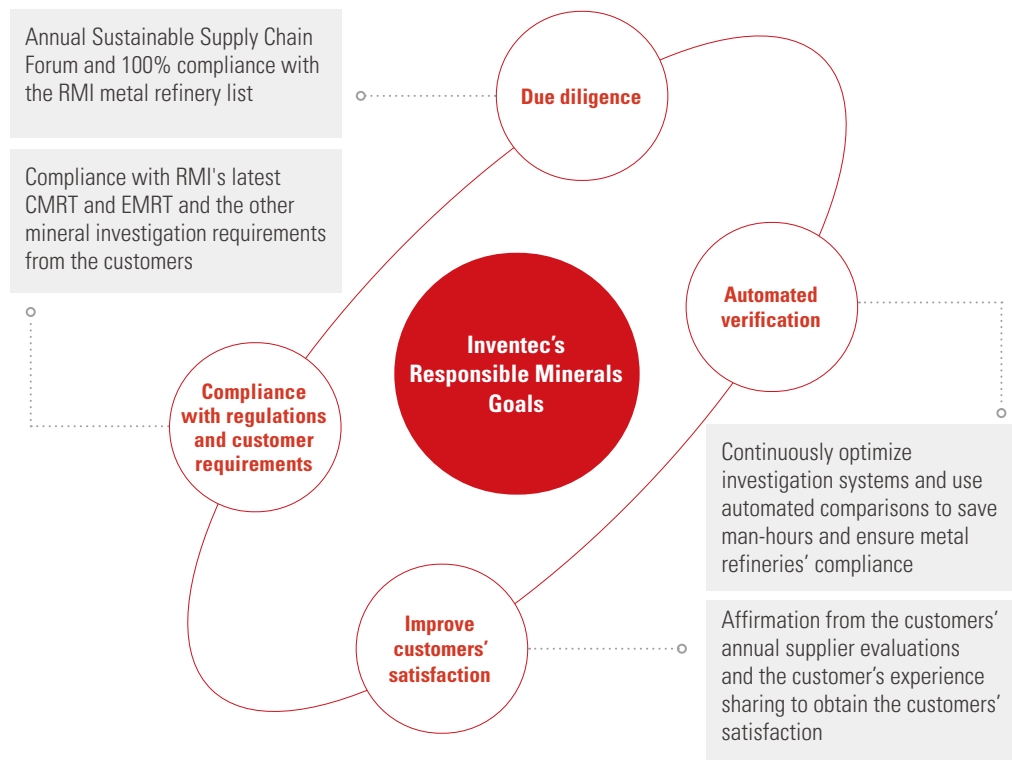 Annual Sustainable Supply Chain
Forum and 100% compliance with
the RMI metal refinery list
Due diligence
Compliance with RMI's latest
CMRT and EMRT and the other
mineral investigation requirements
from the customers
Automated
verification
Inventec’s
Responsible Minerals
Goals
Compliance
with regulations
and customer
requirements
Continuously optimize
investigation systems and use
automated comparisons to save
man-hours and ensure metal
refineries’ compliance
Improve
customers’
satisfaction
Affirmation from the customers’
annual supplier evaluations
and the customer’s experience
sharing to obtain the customers’
satisfaction